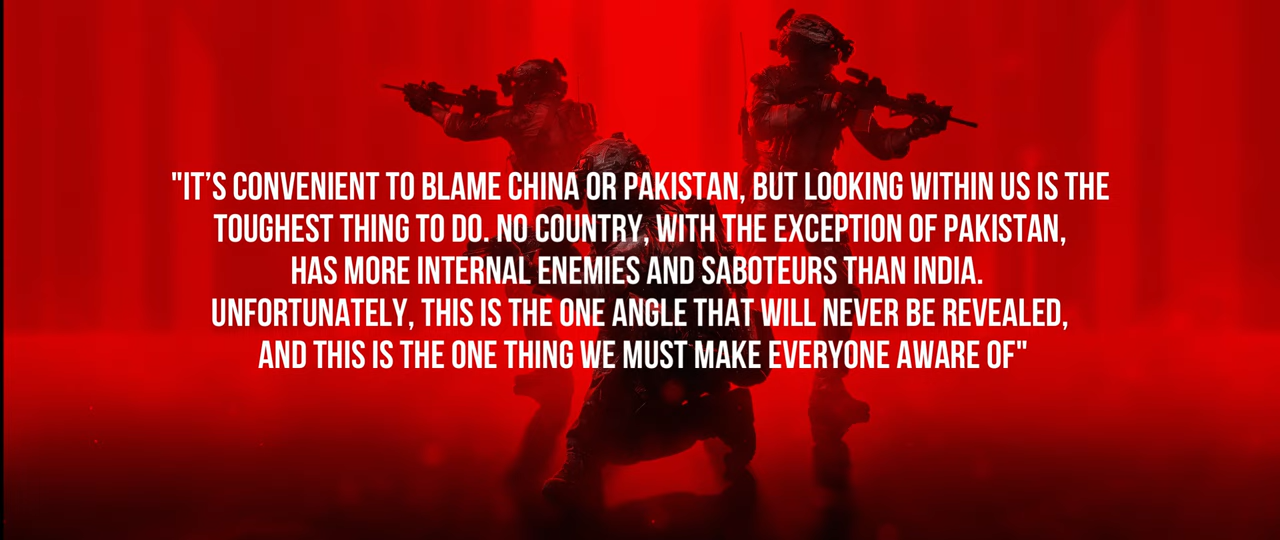 "IT’S CONVENIENT TO BLAME CHINA OR PAKISTAN, BUT LOOKING WITHIN US IS THE
TOUGHEST THING TO DO. NO COUNTRY, WITH THE EXCEPTION OF PAKISTAN,
HAS MORE INTERNAL ENEMIES AND SABOTEURS THAN INDIA.
UNFORTUNATELY, THIS IS THE ONE ANGLE THAT WILL NEVER BE REVEALED,
AND THIS IS THE ONE THING WE MUST MAKE EVERYONE AWARE OF"